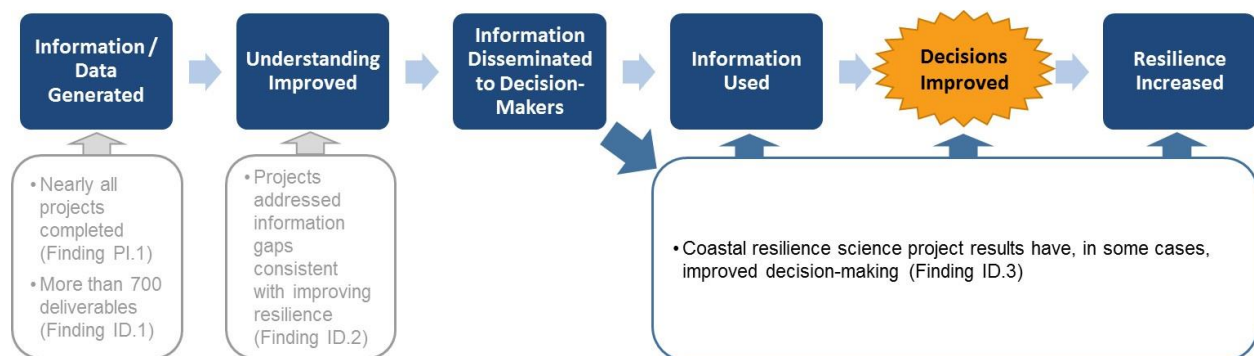 Information /
Data
Generated
Understanding
Improved
Information
Disseminated
to Decision-
Makers
Information
Used
Decisions
Improved
Resilience
Increased
• Nearly all
projects
completed
(Finding PI.1)
• More than 700
deliverables
(Finding ID.1)
• Projects
addressed
information
gaps
consistent
with improving
resilience
(Finding ID.2)
• Coastal resilience science project results have, in some cases,
improved decision-making (Finding ID.3)